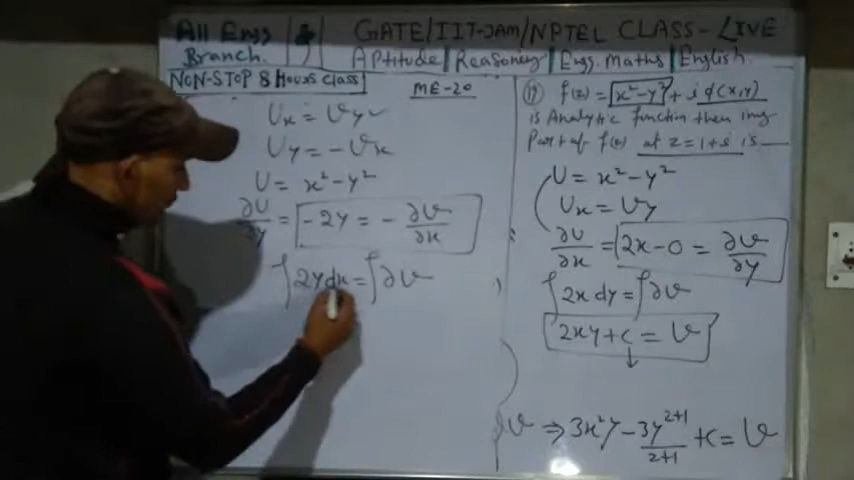 All Engg & GATE/IIT-JAM/NPTEL CLASS-LIVE
Branch. Aptitude | Reasoning | Engg. Maths | English.
NON-STOP 8 Hours Class
ME-20
Ux = Vy
Uy = -Vx
U = x² - y²
∂U/∂y = -2y = -∂V/∂x
∫2y dx = ∫∂V
(19) f(z) = x² - y² + i φ(x,y)
is Analytic function then img
Part of f(z) at z = 1+i is
U = x² - y²
Ux = Vy
∂U/∂x = 2x - 0 = ∂V/∂y
∫2x dy = ∫∂V
2xy + c = V
V ⇒ 3x²y - 3y²⁺¹/2+1 + c = V